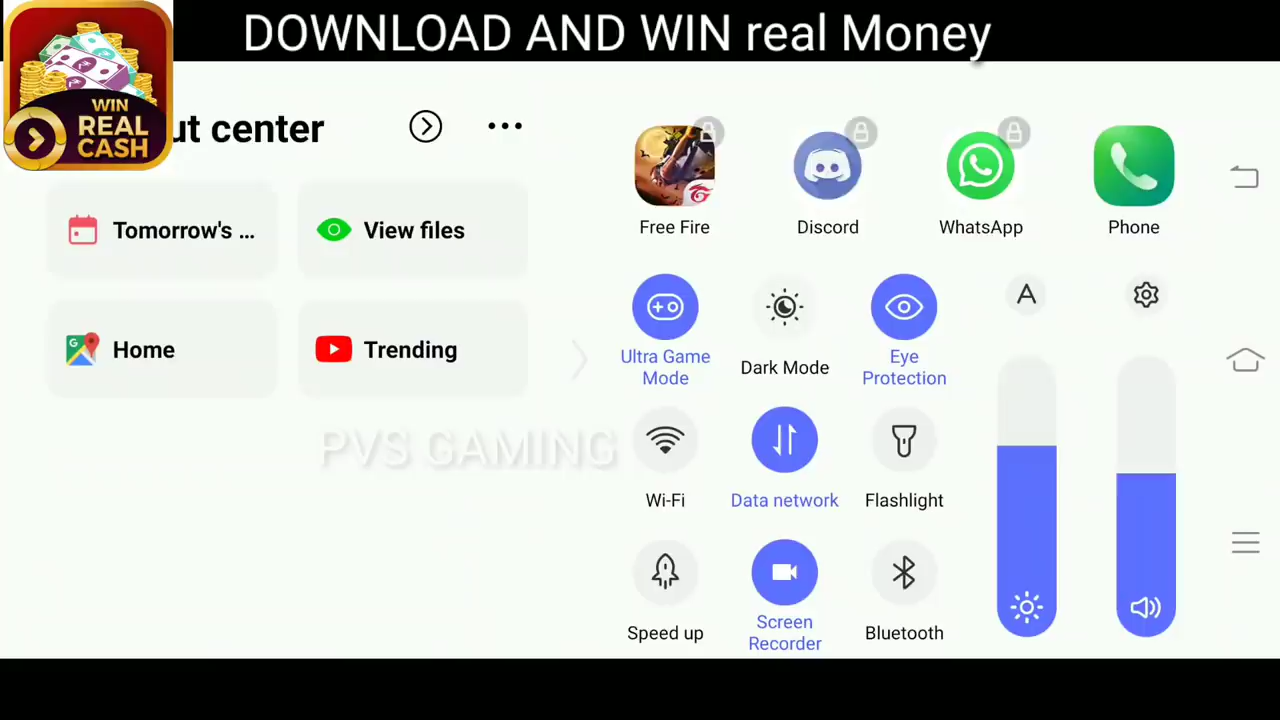 DOWNLOAD AND WIN real Money
WIN
REAL
CASH
ut center
Tomorrow's ...
View files
Home
Trending
PVS GAMING
Free Fire
Discord
WhatsApp
Phone
Ultra Game
Mode
Dark Mode
Eye
Protection
A
Wi-Fi
Data network
Flashlight
Speed up
Screen
Recorder
Bluetooth